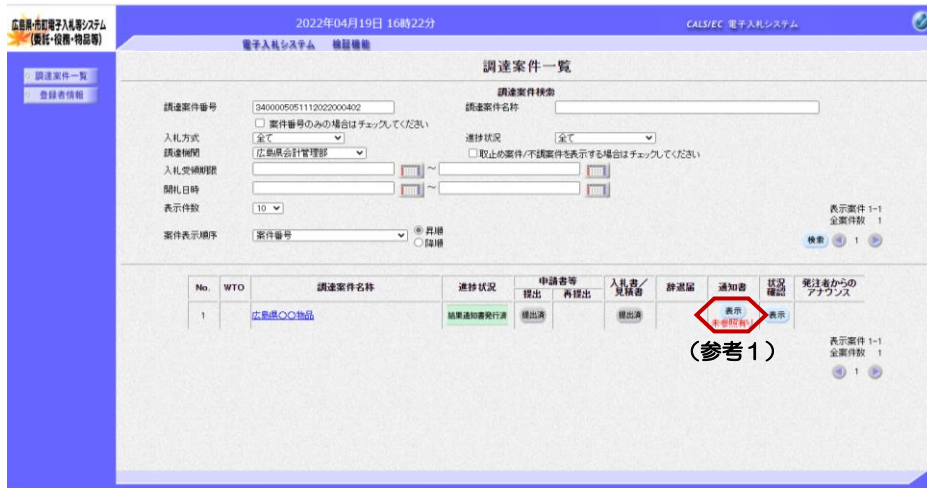 広島県・市町電子入札等システム
(委託・役務・物品等)
2022年04月19日 16時22分
CALS/EC 電子入札システム
電子入札システム 検証機能
調達案件一覧
登録者情報
調達案件一覧
調達案件検索
調達案件番号 3400005051112022000402 調達案件名称
案件番号のみの場合はチェックしてください
入札方式 全て 進捗状況 全て
調達機関 広島県会計管理部 取止め案件/不調案件を表示する場合はチェックしてください
入札受領期限 ~
開札日時 ~
表示件数 10
表示案件 1-1
全案件数 1
案件表示順序 案件番号 昇順
降順
検索 1
No. WTO 調達案件名称 進捗状況 申請書等 入札書/見積書 辞退届 通知書 状況確認 発注者からのアナウンス
提出 再提出
1 広島県〇〇物品 結果通知書発行済 提出済 提出済 表示 表示
未参照有り
(参考1)
表示案件 1-1
全案件数 1
1